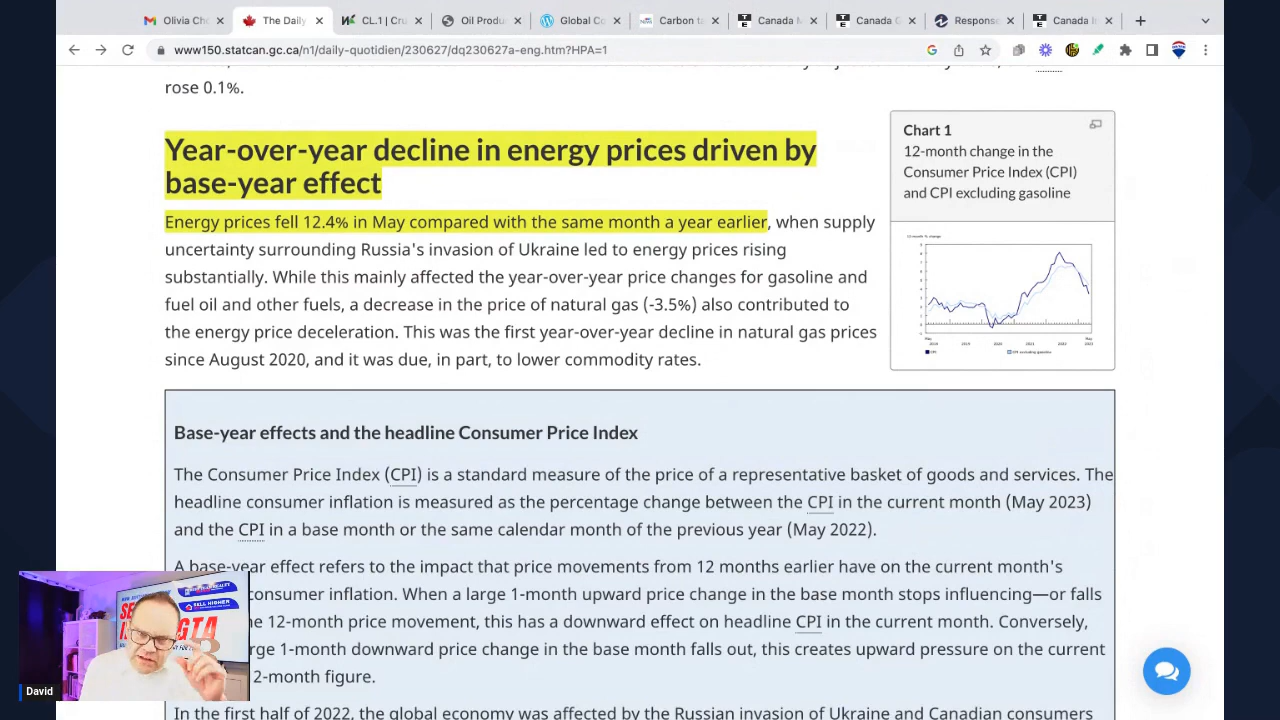 Olivia Ch
The Daily
CL.1 | Cru
Oil Produ
Global Co
Carbon ta
Canada M
Canada G
Respons
Canada In
www150.statcan.gc.ca/n1/daily-quotidien/230627/dq230627a-eng.htm?HPA=1
rose 0.1%.
Year-over-year decline in energy prices driven by
base-year effect
Energy prices fell 12.4% in May compared with the same month a year earlier, when supply
uncertainty surrounding Russia's invasion of Ukraine led to energy prices rising
substantially. While this mainly affected the year-over-year price changes for gasoline and
fuel oil and other fuels, a decrease in the price of natural gas (-3.5%) also contributed to
the energy price deceleration. This was the first year-over-year decline in natural gas prices
since August 2020, and it was due, in part, to lower commodity rates.
Chart 1
12-month change in the
Consumer Price Index (CPI)
and CPI excluding gasoline
12-month % change
CPI
CPI excluding gasoline
Base-year effects and the headline Consumer Price Index
The Consumer Price Index (CPI) is a standard measure of the price of a representative basket of goods and services. The
headline consumer inflation is measured as the percentage change between the CPI in the current month (May 2023)
and the CPI in a base month or the same calendar month of the previous year (May 2022).
A base-year effect refers to the impact that price movements from 12 months earlier have on the current month's
consumer inflation. When a large 1-month upward price change in the base month stops influencing—or falls
12-month price movement, this has a downward effect on headline CPI in the current month. Conversely,
1-month downward price change in the base month falls out, this creates upward pressure on the current
2-month figure.
In the first half of 2022, the global economy was affected by the Russian invasion of Ukraine and Canadian consumers
SELL HIGHER
GTA
David